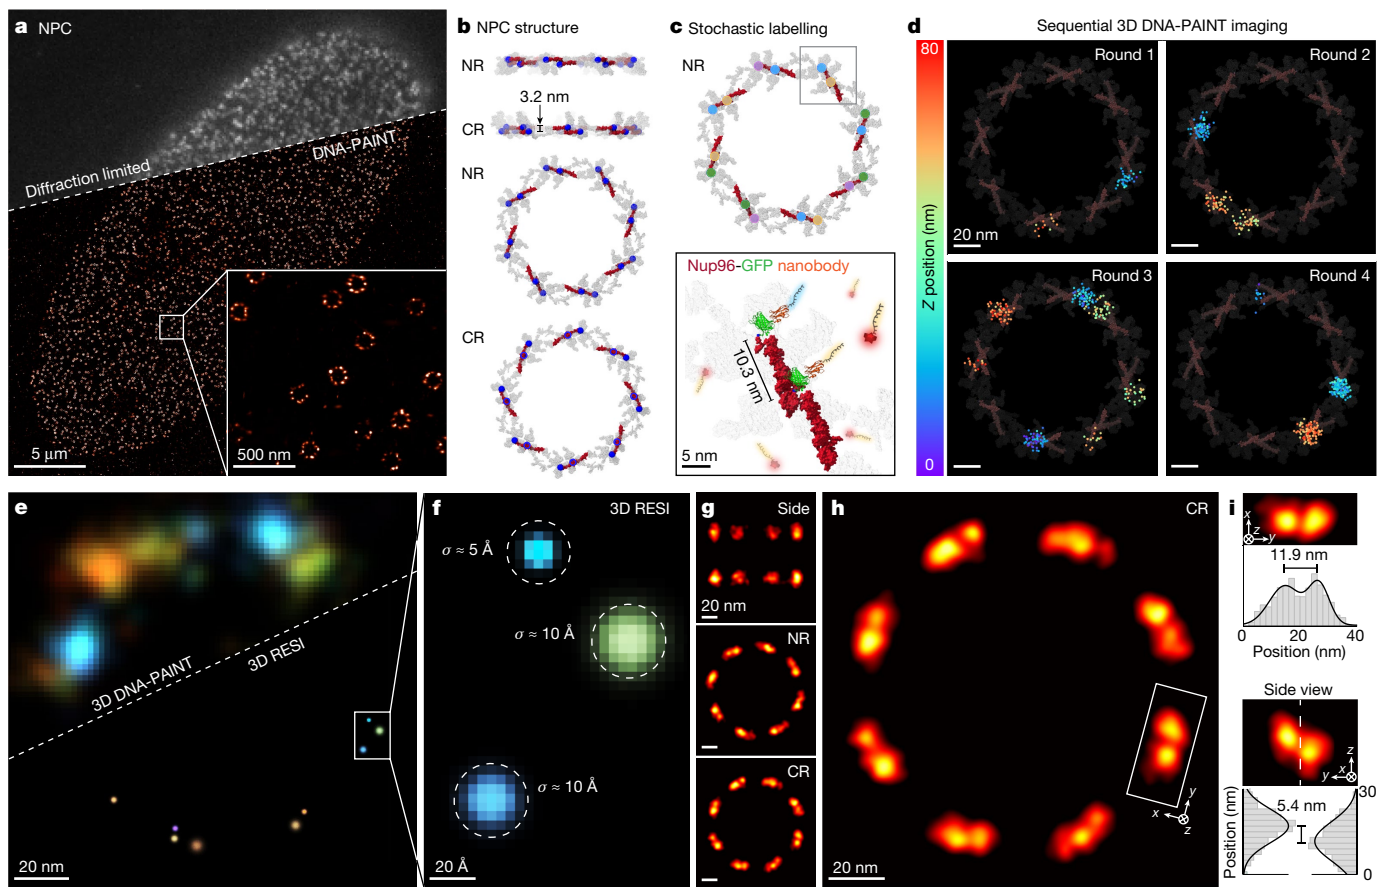 a NPC
Diffraction limited
DNA-PAINT
5 μm
500 nm
b NPC structure
NR
3.2 nm
CR
NR
CR
c Stochastic labelling
NR
Nup96-GFP nanobody
10.3 nm
5 nm
d Sequential 3D DNA-PAINT imaging
80
Z position (nm)
0
Round 1
20 nm
Round 2
Round 3
Round 4
e
3D DNA-PAINT
3D RESI
20 nm
f 3D RESI
σ ≈ 5 Å
σ ≈ 10 Å
σ ≈ 10 Å
20 Å
g Side
20 nm
NR
CR
h CR
y
x
z
20 nm
i
x
z
y
11.9 nm
0 20 40
Position (nm)
Side view
z
y x
30
5.4 nm
Position (nm)
0